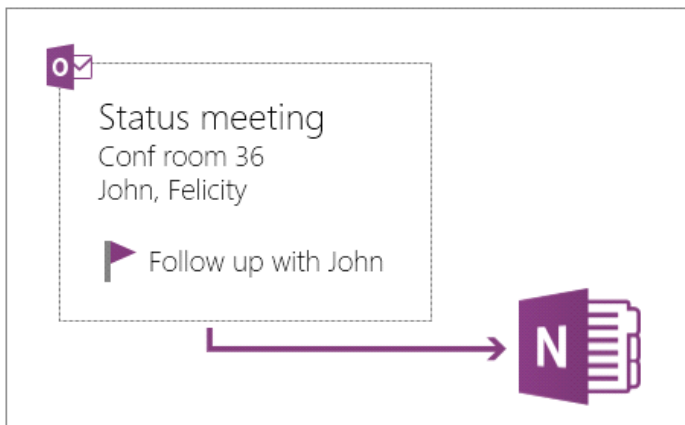 O
Status meeting
Conf room 36
John, Felicity
Follow up with John
N